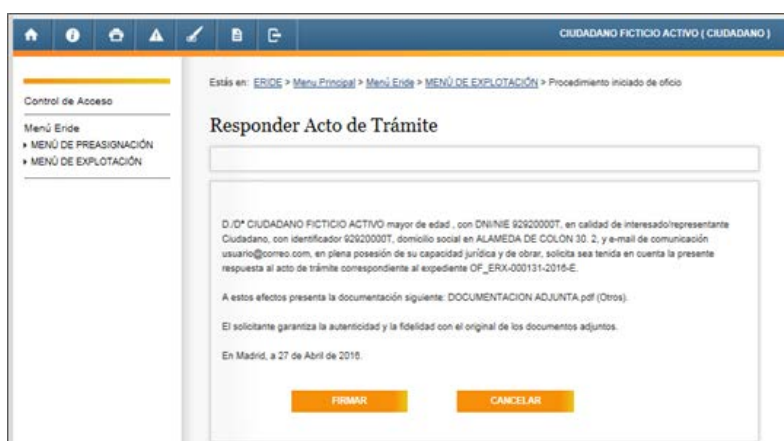 CIUDADANO FICTICIO ACTIVO ( CIUDADANO )
Estás en: ERIDE > Menu Principal > Menú Eride > MENÚ DE EXPLOTACIÓN > Procedimiento iniciado de oficio
Control de Acceso
Menú Eride
MENÚ DE PREASIGNACIÓN
MENÚ DE EXPLOTACIÓN
Responder Acto de Trámite
D./Dª CIUDADANO FICTICIO ACTIVO mayor de edad , con DNI/NIE 92920000T, en calidad de interesado/representante
Ciudadano, con identificador 92920000T, domicilio social en ALAMEDA DE COLON 30. 2, y e-mail de comunicación
usuario@correo.com, en plena posesión de su capacidad jurídica y de obrar, solicita sea tenida en cuenta la presente
respuesta al acto de trámite correspondiente al expediente OF_ERX-000131-2016-E.
A estos efectos presenta la documentación siguiente: DOCUMENTACION ADJUNTA.pdf (Otros).
El solicitante garantiza la autenticidad y la fidelidad con el original de los documentos adjuntos.
En Madrid, a 27 de Abril de 2016.
FIRMAR
CANCELAR